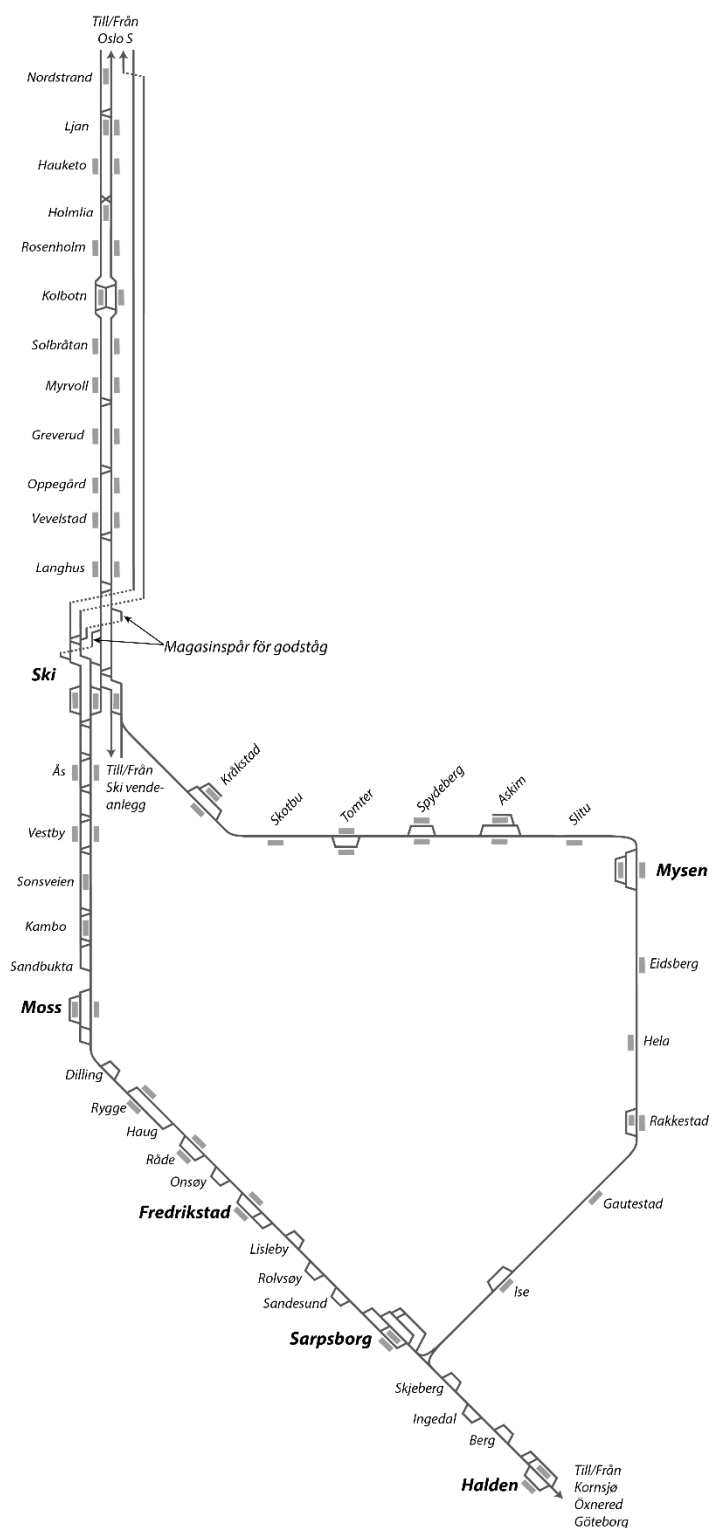 Till/Från
Oslo S
Nordstrand
Ljan
Hauketo
Holmlia
Rosenholm
Kolbotn
Solbråtan
Myrvoll
Greverud
Oppegård
Vevelstad
Langhus
Magasinspår för godståg
Ski
Ås
Till/Från
Ski vende-
anlegg
Kråkstad
Skotbu
Tomter
Spydeberg
Askim
Slitu
Vestby
Mysen
Sonsveien
Kambo
Sandbukta
Eidsberg
Moss
Hela
Dilling
Rygge
Haug
Rakkestad
Råde
Onsøy
Gautestad
Fredrikstad
Lisleby
Rolvsøy
Ise
Sandesund
Sarpsborg
Skjeberg
Ingedal
Berg
Halden
Till/Från
Kornsjø
Öxnered
Göteborg